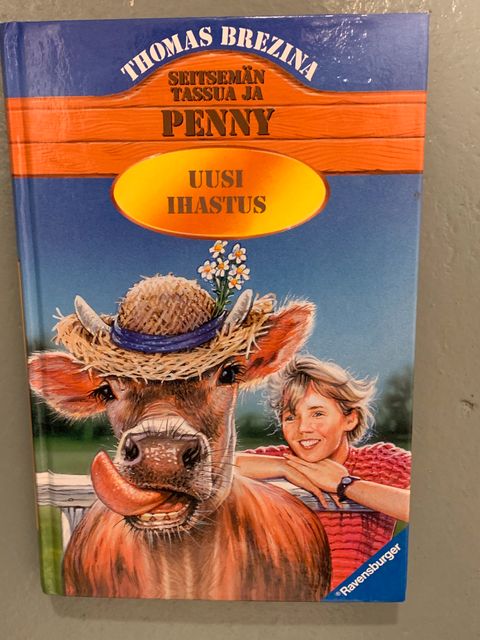 THOMAS BREZINA
SEITSEMÄN
TASSUA JA
PENNY
UUSI
IHASTUS
Ravensburger